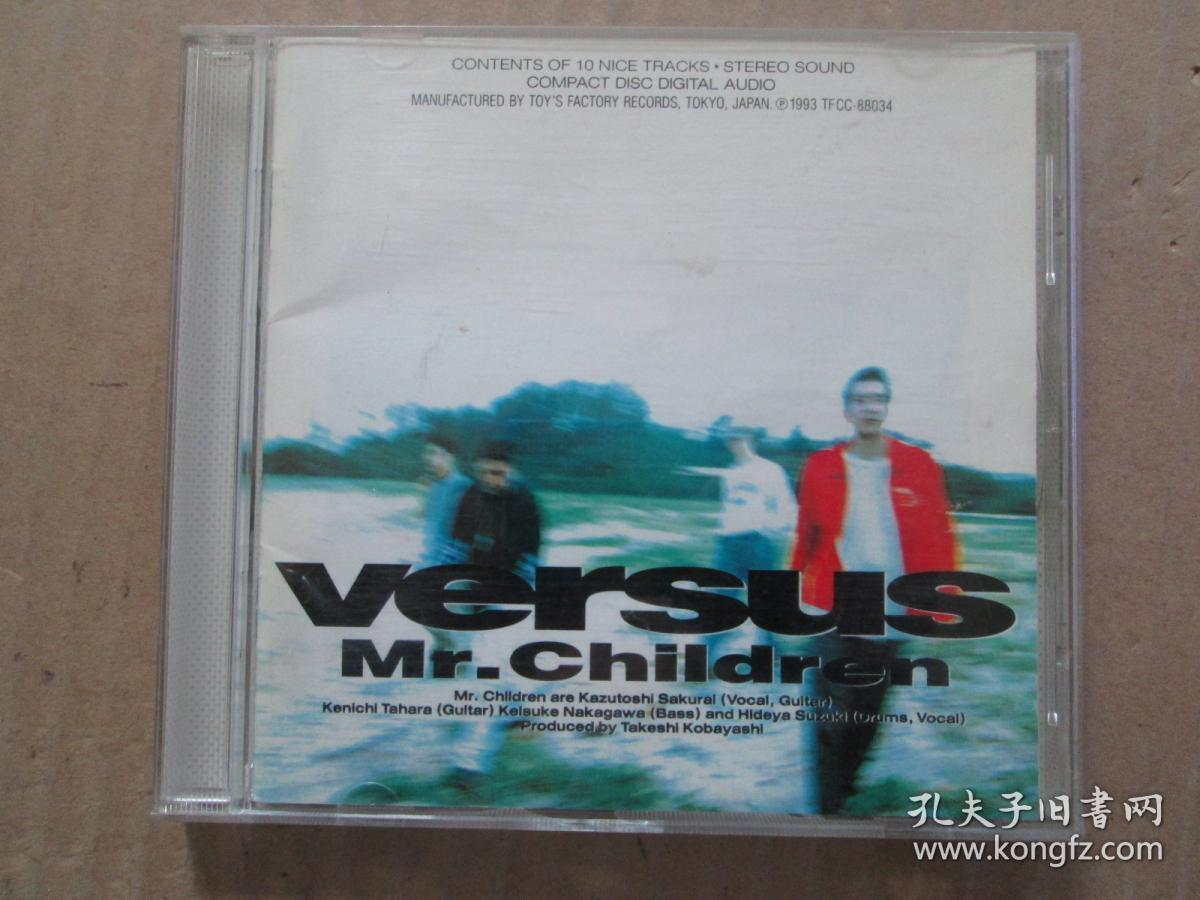 CONTENTS OF 10 NICE TRACKS • STEREO SOUND
COMPACT DISC DIGITAL AUDIO
MANUFACTURED BY TOY'S FACTORY RECORDS, TOKYO, JAPAN. ℗1993 TFCC-88034
versus
Mr.Children
Mr. Children are Kazutoshi Sakurai (Vocal, Guitar)
Kenichi Tahara (Guitar) Keisuke Nakagawa (Bass) and Hideya Suzuki (Drums, Vocal)
Produced by Takeshi Kobayashi
孔夫子旧书网
www.kongfz.com